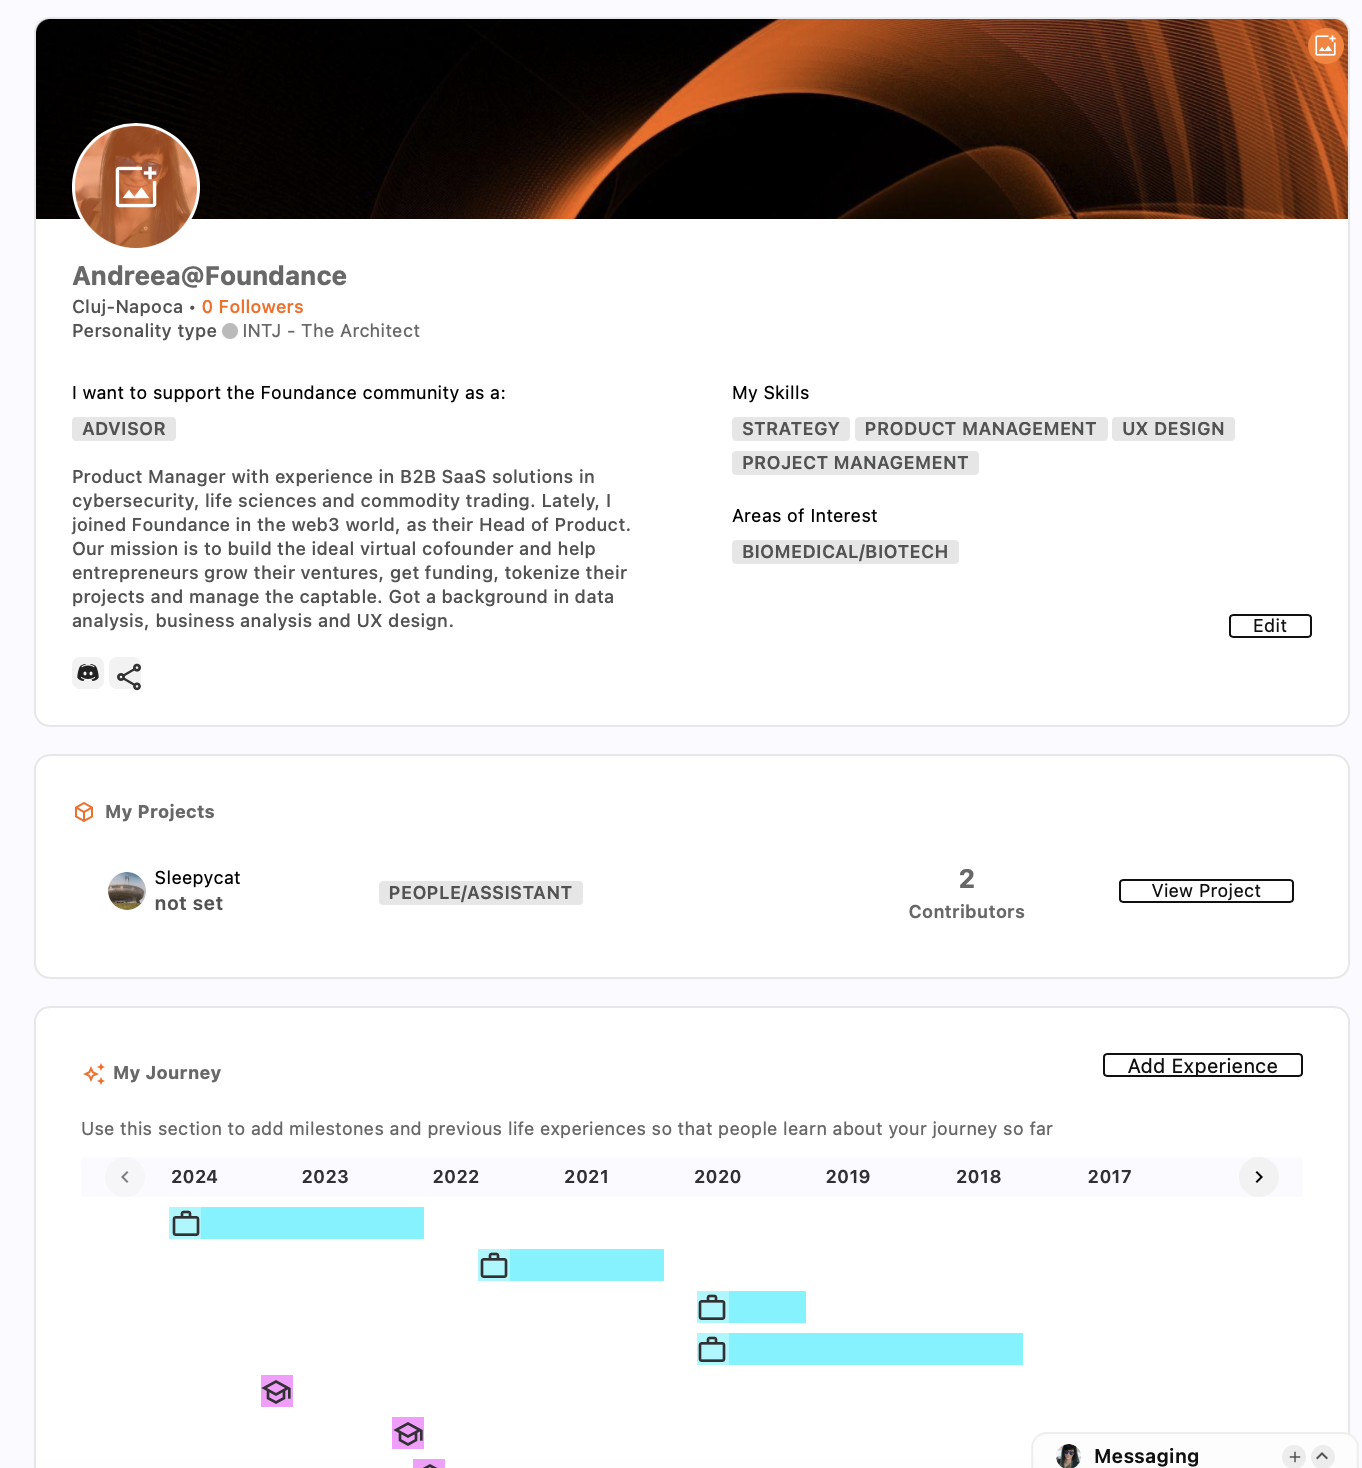 Andreea@Foundance
Cluj-Napoca • 0 Followers
Personality type INTJ - The Architect
I want to support the Foundance community as a:
ADVISOR
Product Manager with experience in B2B SaaS solutions in
cybersecurity, life sciences and commodity trading. Lately, I
joined Foundance in the web3 world, as their Head of Product.
Our mission is to build the ideal virtual cofounder and help
entrepreneurs grow their ventures, get funding, tokenize their
projects and manage the captable. Got a background in data
analysis, business analysis and UX design.
My Skills
STRATEGY PRODUCT MANAGEMENT UX DESIGN
PROJECT MANAGEMENT
Areas of Interest
BIOMEDICAL/BIOTECH
Edit
My Projects
Sleepycat
not set
PEOPLE/ASSISTANT
2
Contributors
View Project
My Journey
Add Experience
Use this section to add milestones and previous life experiences so that people learn about your journey so far
2024 2023 2022 2021 2020 2019 2018 2017
Messaging